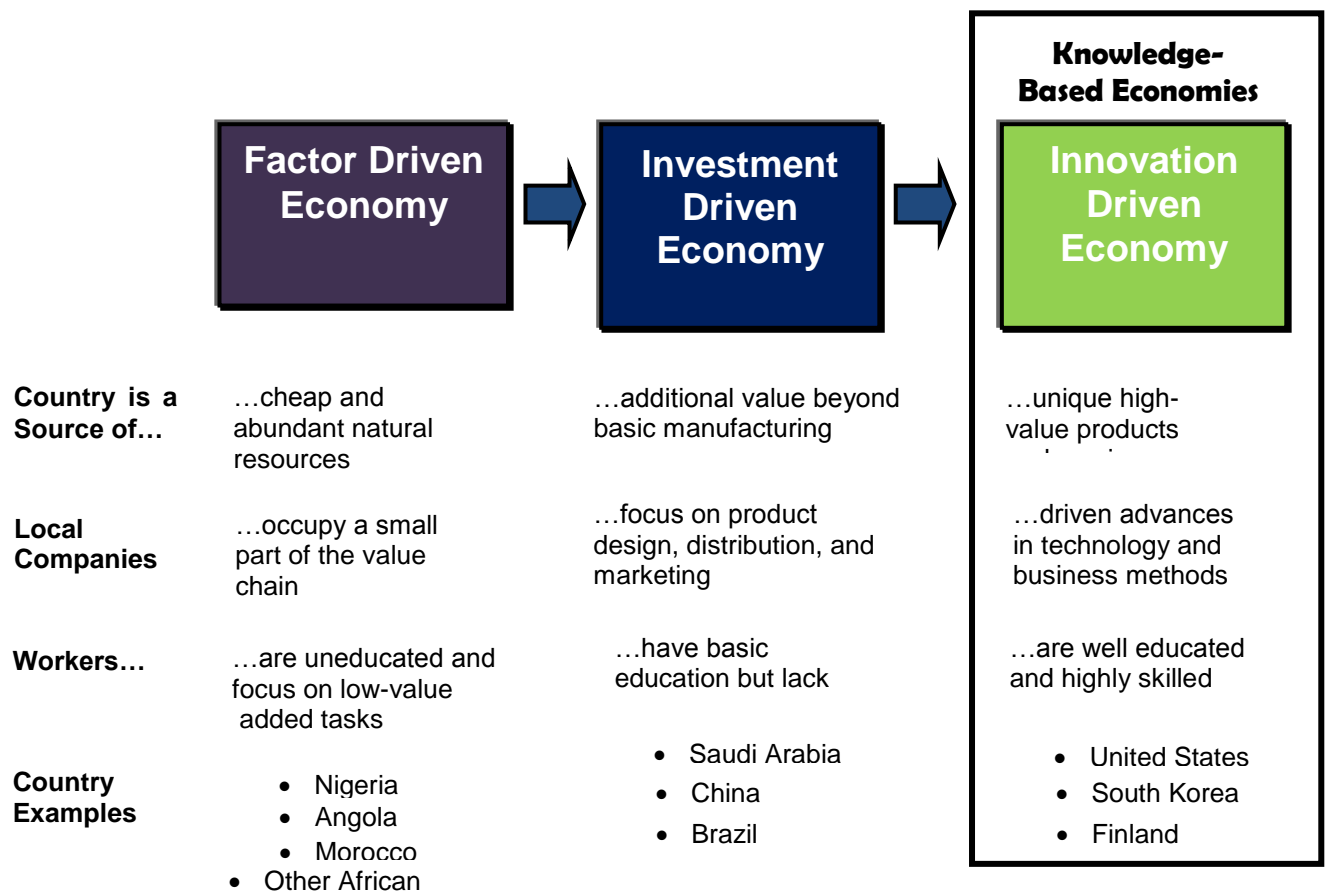 Knowledge-
Based Economies
Factor Driven
Economy
Investment
Driven
Economy
Innovation
Driven
Economy
Country is a
Source of…
…cheap and
abundant natural
resources
…additional value beyond
basic manufacturing
…unique high-
value products
Local
Companies
…occupy a small
part of the value
chain
…focus on product
design, distribution, and
marketing
…driven advances
in technology and
business methods
Workers…
…are uneducated and
focus on low-value
added tasks
…have basic
education but lack
…are well educated
and highly skilled
Country
Examples
• Nigeria
• Angola
• Morocco
• Other African
• Saudi Arabia
• China
• Brazil
• United States
• South Korea
• Finland